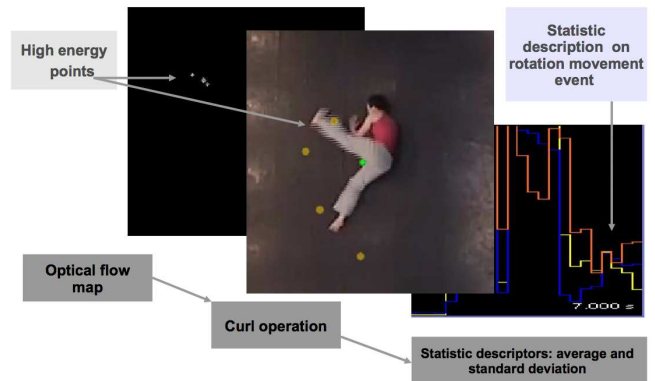 High energy
points
Statistic
description on
rotation movement
event
7.000 s
Optical flow
map
Curl operation
Statistic descriptors: average and
standard deviation